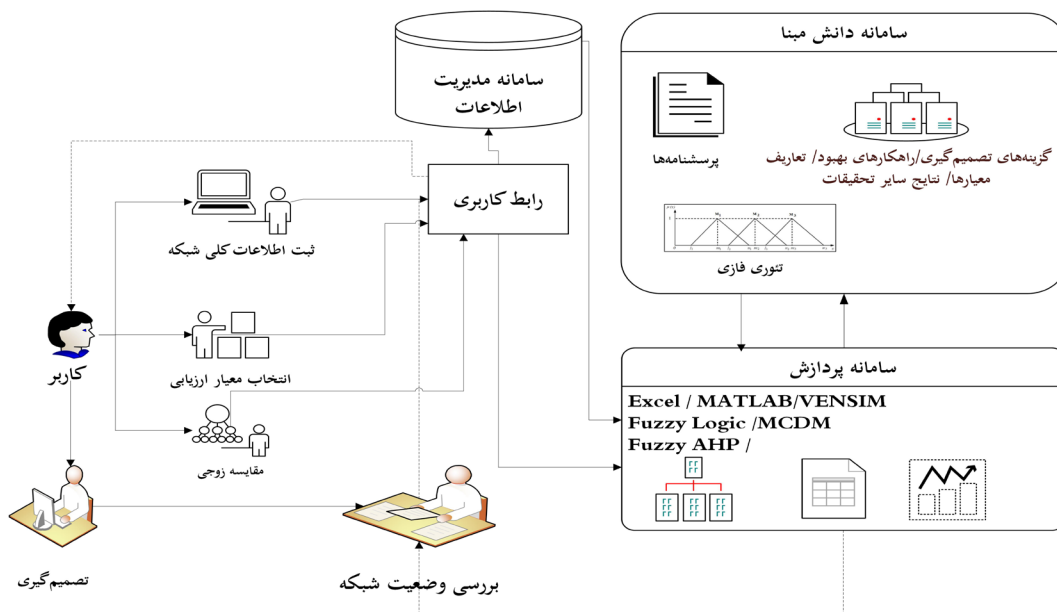 سامانه دانش مبنا
سامانه مدیریت
اطلاعات
پرسشنامه‌ها
گزینه‌های تصمیم‌گیری/راهکارهای بهبود/ تعاریف
معیارها/ نتایج سایر تحقیقات
رابط کاربری
ثبت اطلاعات کلی شبکه
تئوری فازی
کاربر
انتخاب معیار ارزیابی
سامانه پردازش
Excel / MATLAB/VENSIM
Fuzzy Logic /MCDM
Fuzzy AHP /
مقایسه زوجی
تصمیم‌گیری
بررسی وضعیت شبکه